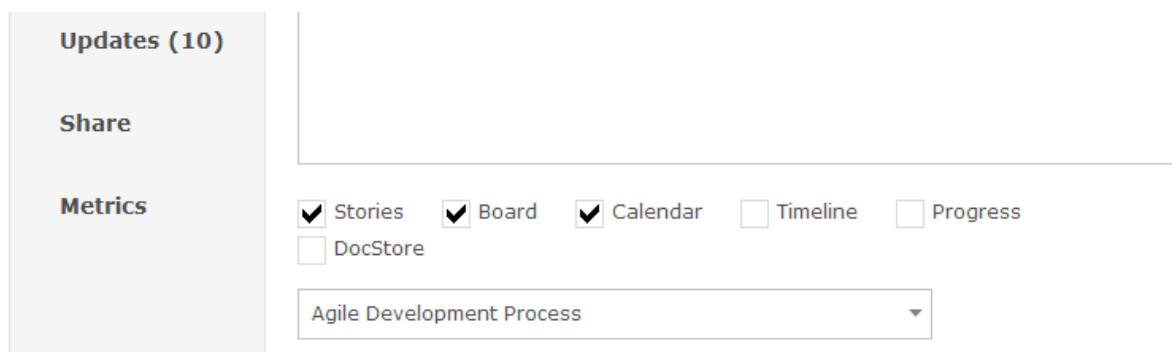 Updates (10)
Share
Metrics
Stories Board Calendar Timeline Progress
DocStore
Agile Development Process